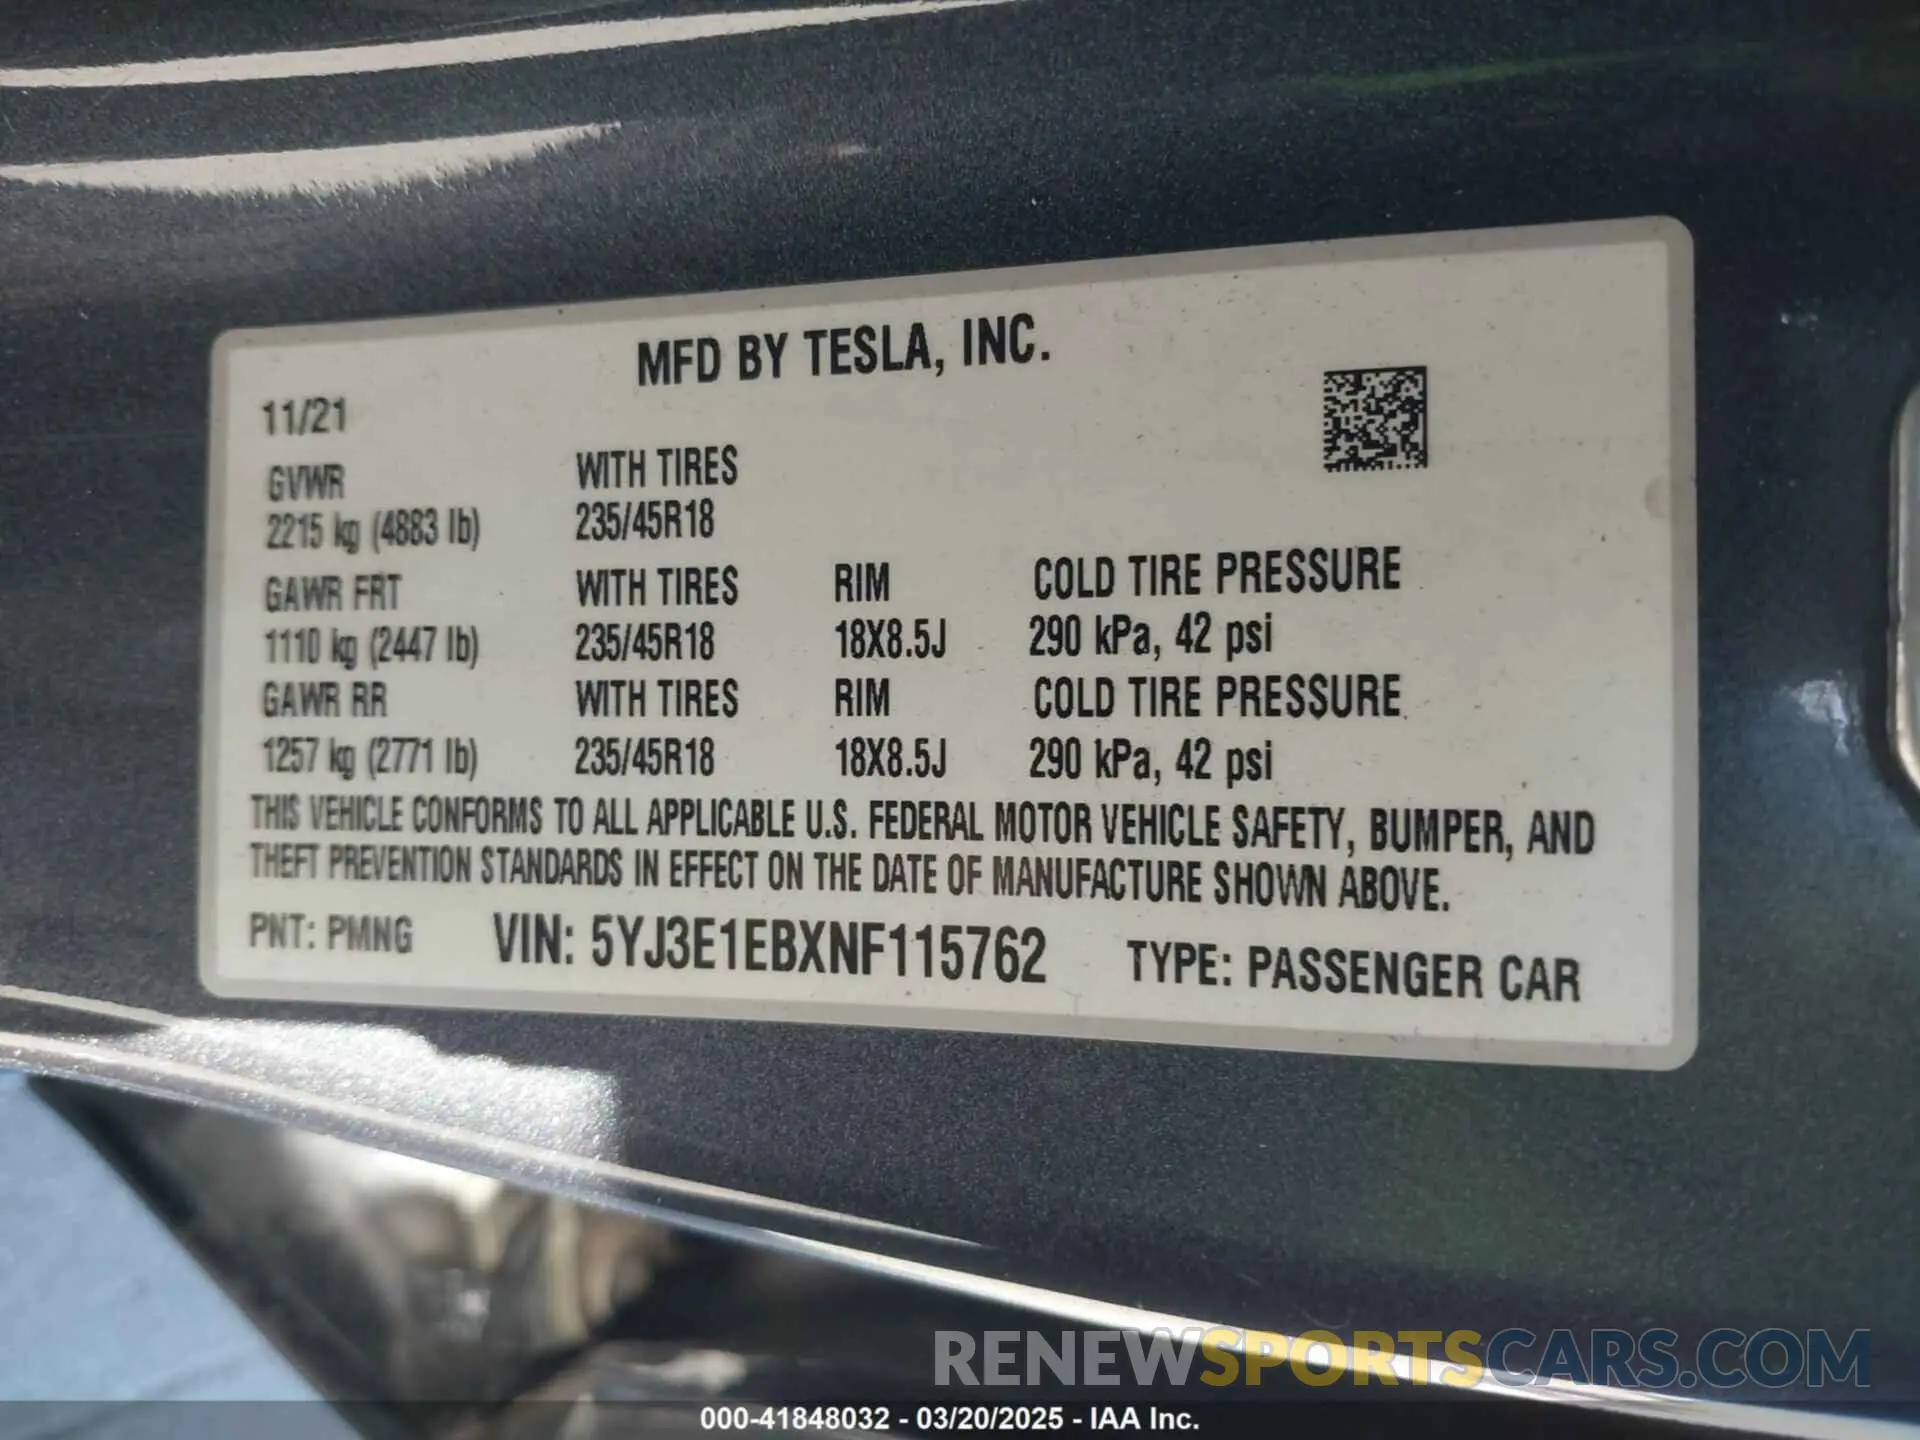 MFD BY TESLA, INC.
11/21
GVWR WITH TIRES
2215 kg (4883 lb) 235/45R18
GAWR FRT WITH TIRES RIM COLD TIRE PRESSURE
1110 kg (2447 lb) 235/45R18 18X8.5J 290 kPa, 42 psi
GAWR RR WITH TIRES RIM COLD TIRE PRESSURE
1257 kg (2771 lb) 235/45R18 18X8.5J 290 kPa, 42 psi
THIS VEHICLE CONFORMS TO ALL APPLICABLE U.S. FEDERAL MOTOR VEHICLE SAFETY, BUMPER, AND
THEFT PREVENTION STANDARDS IN EFFECT ON THE DATE OF MANUFACTURE SHOWN ABOVE.
PNT: PMNG VIN: 5YJ3E1EBXNF115762 TYPE: PASSENGER CAR
RENEWSPORTSCARS.COM
000-41848032 - 03/20/2025 - IAA Inc.